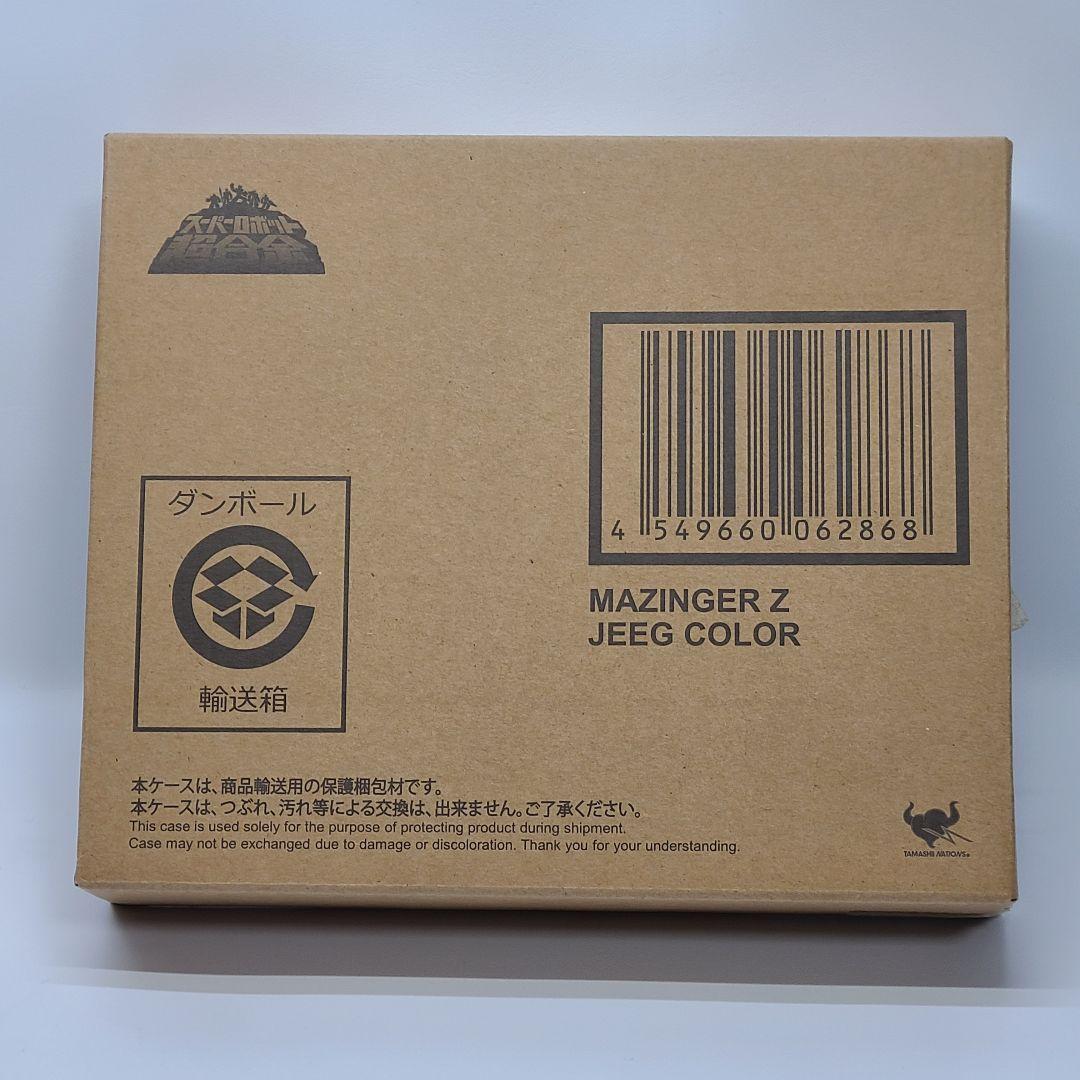 スーパーロボット
超合金
4 549660 062868
MAZINGER Z
JEEG COLOR
ダンボール
輸送箱
本ケースは、商品輸送用の保護梱包材です。
本ケースは、つぶれ、汚れ等による交換は、出来ません。ご了承ください。
This case is used solely for the purpose of protecting product during shipment.
Case may not be exchanged due to damage or discoloration. Thank you for your understanding.
TAMASHII NATIONS